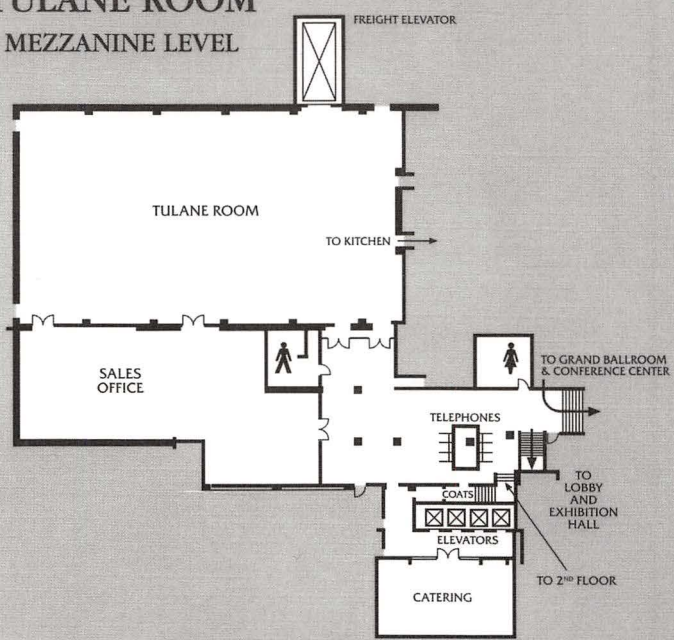 TULANE ROOM
MEZZANINE LEVEL
FREIGHT ELEVATOR
TULANE ROOM
TO KITCHEN
SALES
OFFICE
TO GRAND BALLROOM
& CONFERENCE CENTER
TELEPHONES
TO
LOBBY
AND
EXHIBITION
HALL
COATS
ELEVATORS
TO 2ND FLOOR
CATERING